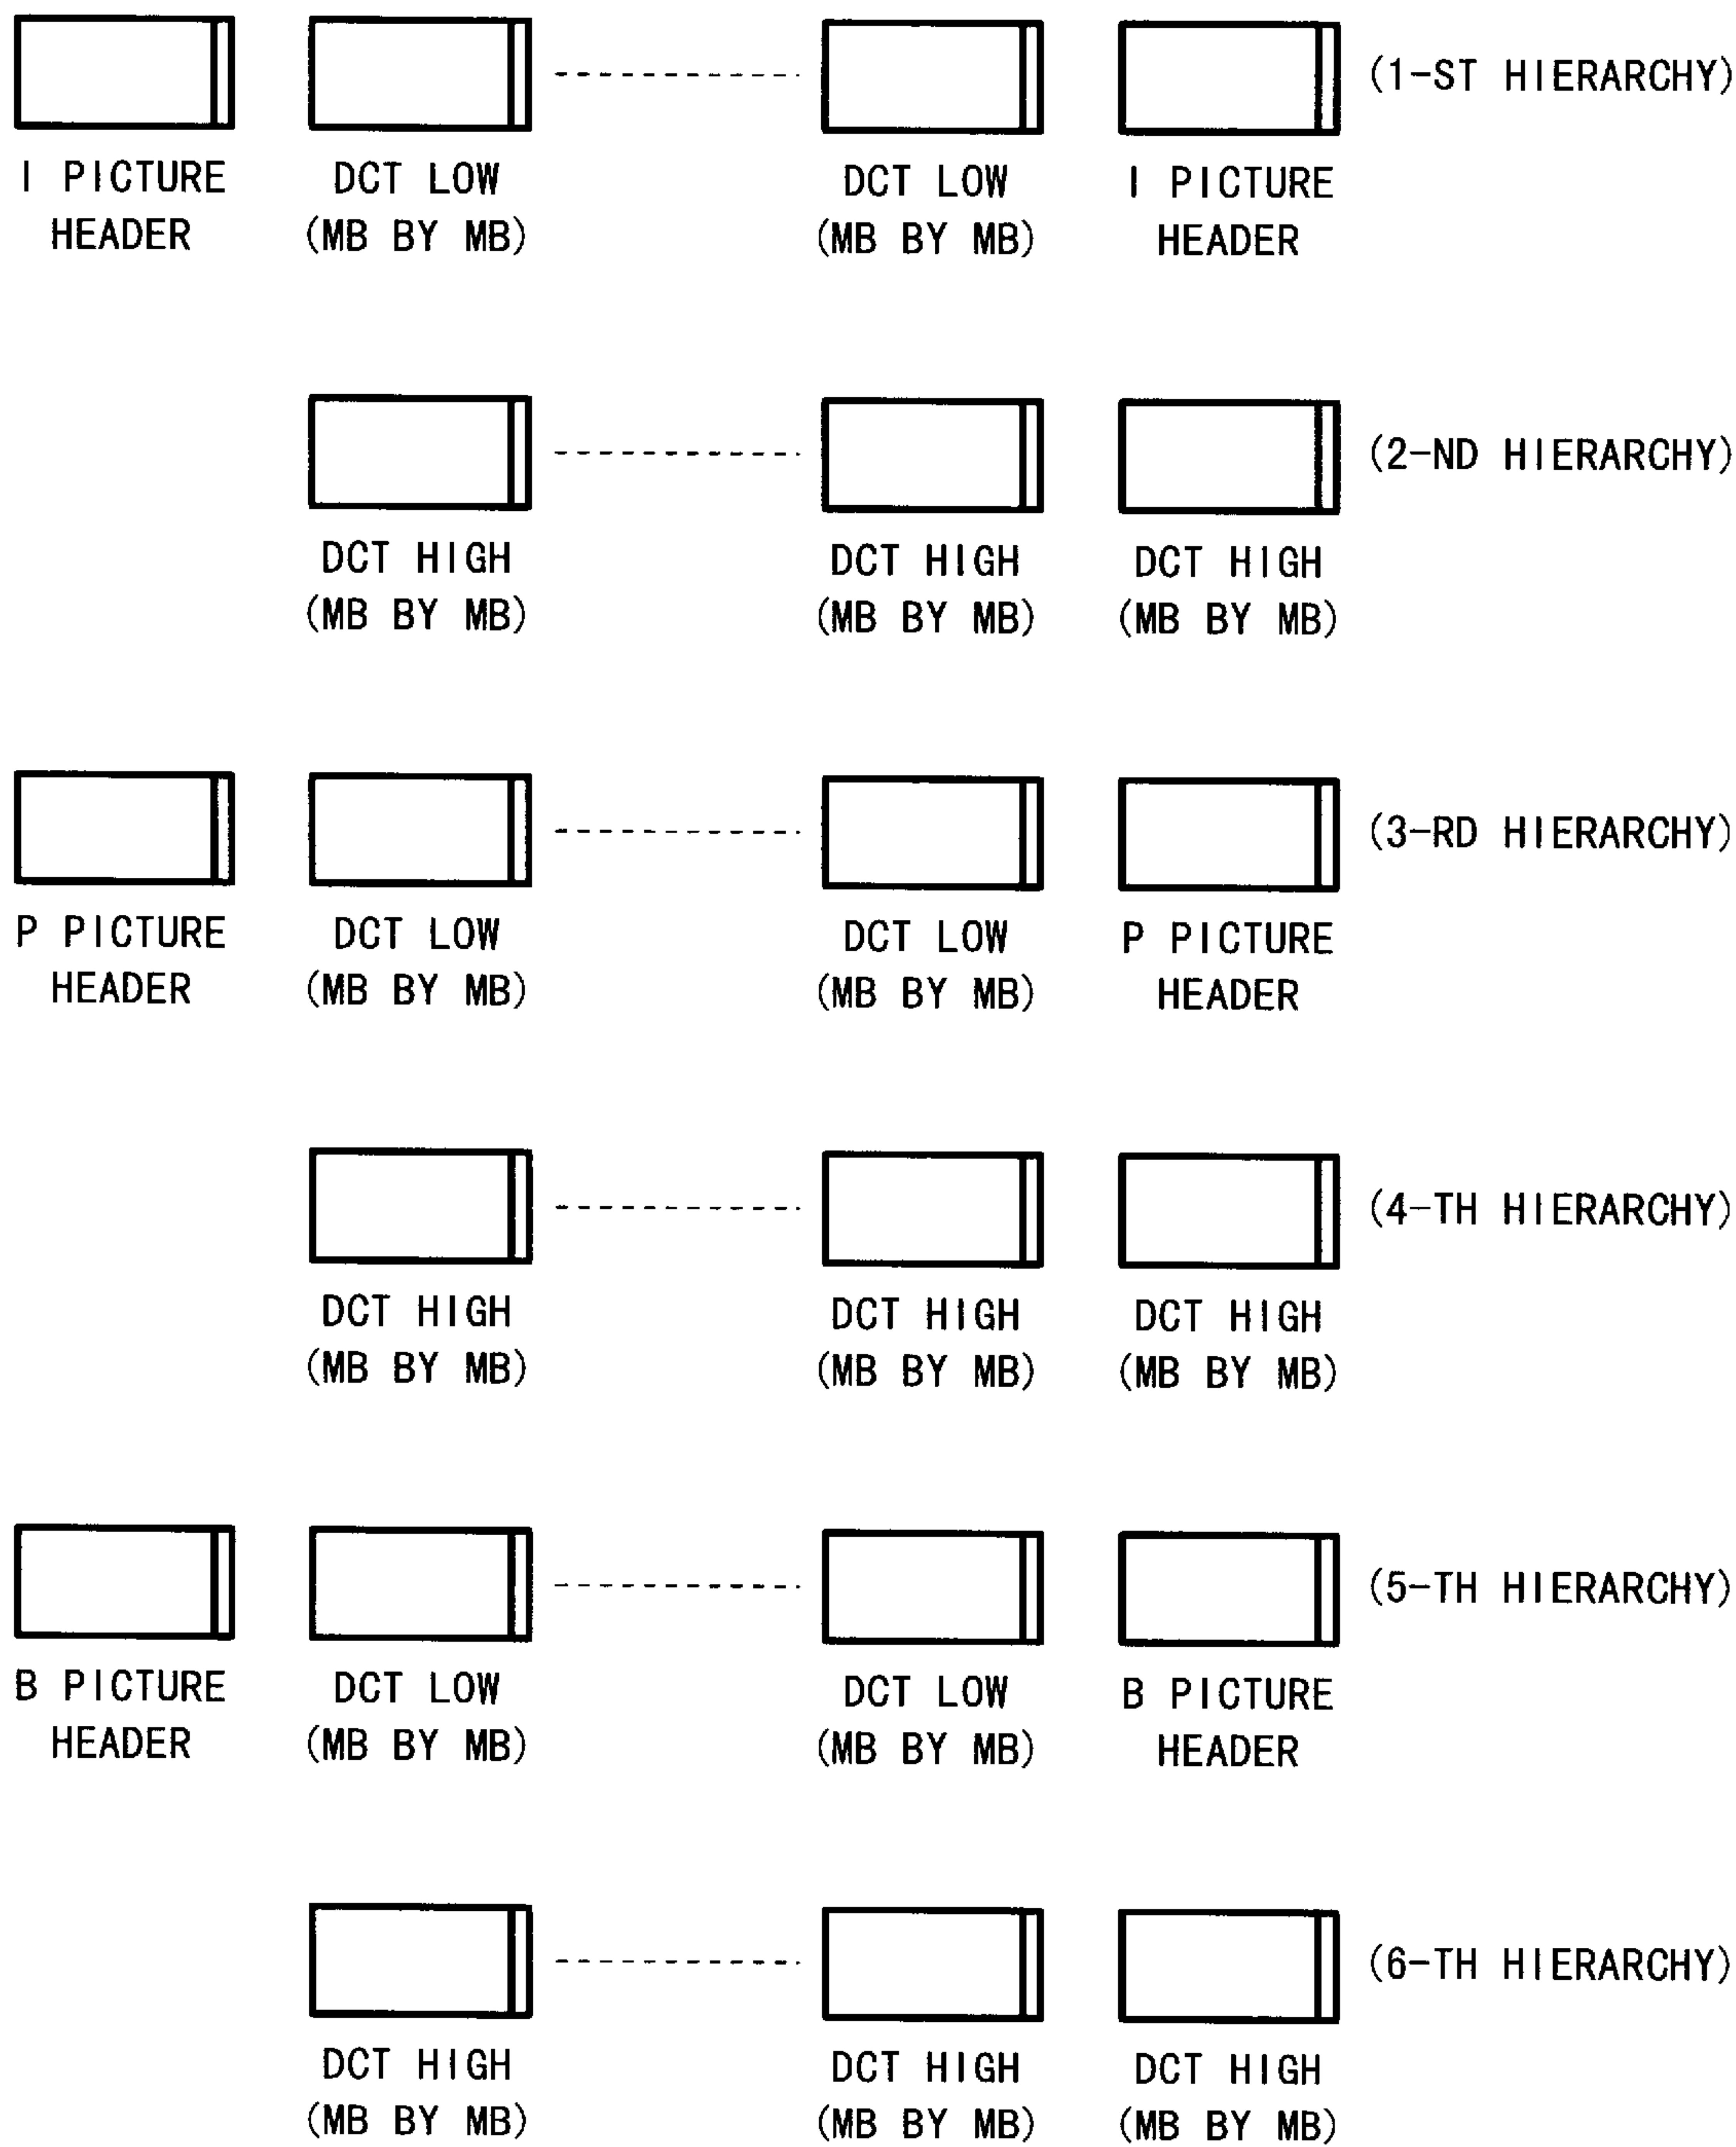 (1-ST HIERARCHY)
I PICTURE HEADER
DCT LOW (MB BY MB)
DCT LOW (MB BY MB)
I PICTURE HEADER
(2-ND HIERARCHY)
DCT HIGH (MB BY MB)
DCT HIGH (MB BY MB)
DCT HIGH (MB BY MB)
(3-RD HIERARCHY)
P PICTURE HEADER
DCT LOW (MB BY MB)
DCT LOW (MB BY MB)
P PICTURE HEADER
(4-TH HIERARCHY)
DCT HIGH (MB BY MB)
DCT HIGH (MB BY MB)
DCT HIGH (MB BY MB)
(5-TH HIERARCHY)
B PICTURE HEADER
DCT LOW (MB BY MB)
DCT LOW (MB BY MB)
B PICTURE HEADER
(6-TH HIERARCHY)
DCT HIGH (MB BY MB)
DCT HIGH (MB BY MB)
DCT HIGH (MB BY MB)